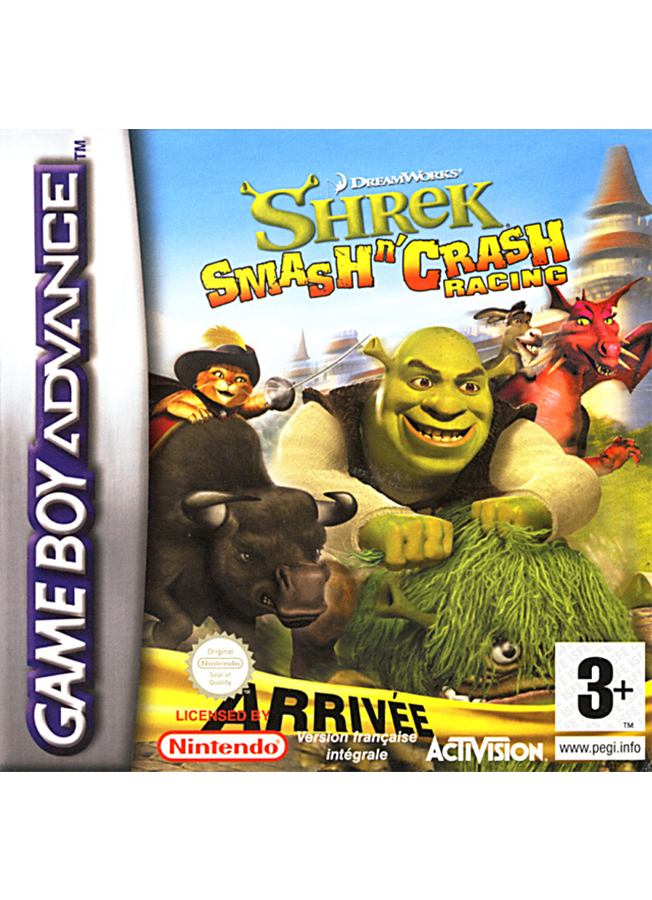 GAME BOY ADVANCE™
DREAMWORKS®
SHREK
SMASH N' CRASH
RACING
Original
Nintendo
Seal of
Quality
LICENSED BY
Nintendo®
ARRIVÉE
Version française
intégrale
ACTIVISION®
3+
™
www.pegi.info